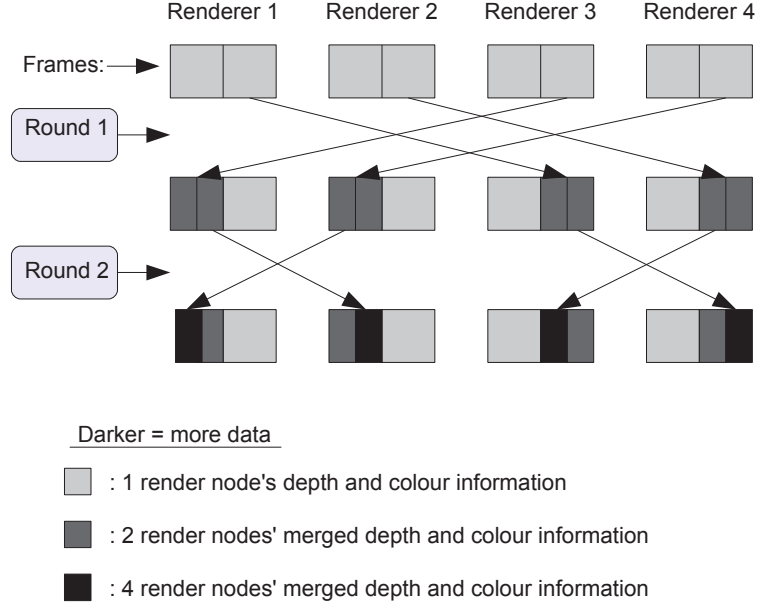 Renderer 1 Renderer 2 Renderer 3 Renderer 4
Frames:
Round 1
Round 2
Darker = more data
: 1 render node's depth and colour information
: 2 render nodes' merged depth and colour information
: 4 render nodes' merged depth and colour information